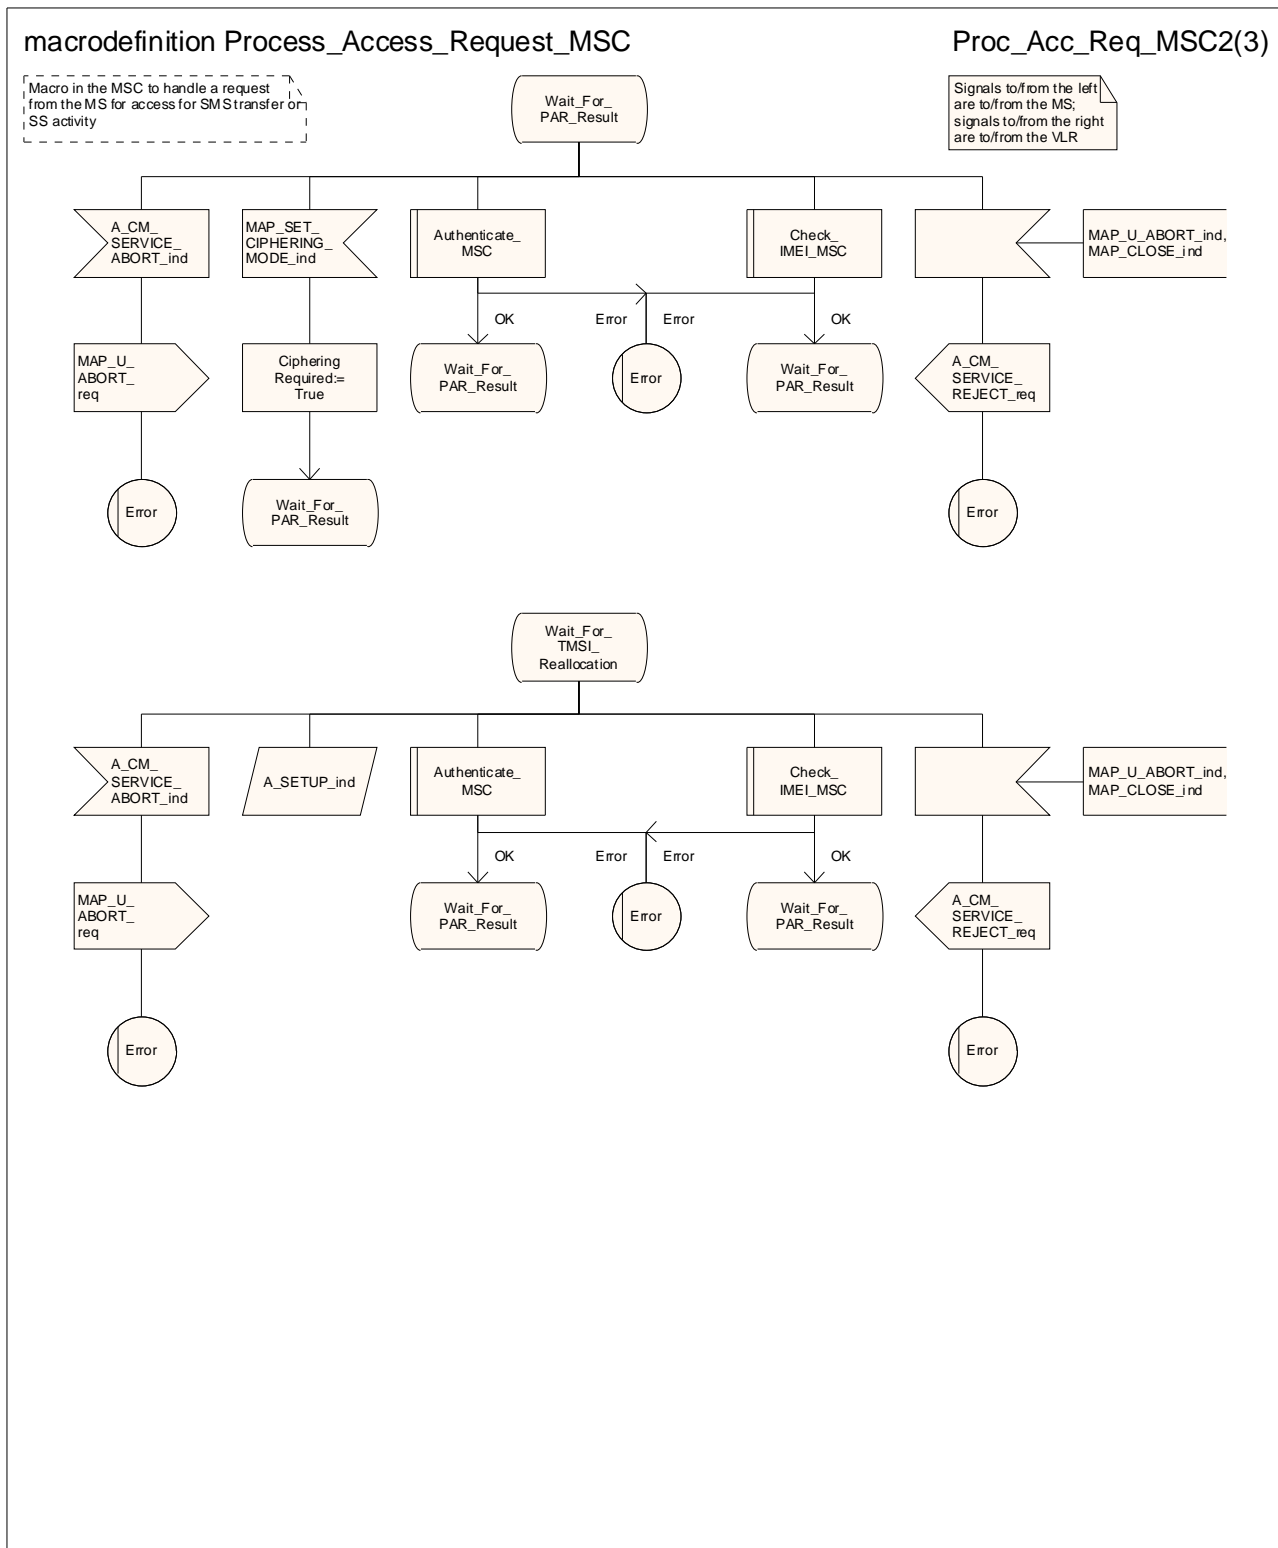 macrodefinition Process_Access_Request_MSC
Proc_Acc_Req_MSC2(3)
Macro in the MSC to handle a request
from the MS for access for SMS transfer or
SS activity
Wait_For_
PAR_Result
Signals to/from the left
are to/from the MS;
signals to/from the right
are to/from the VLR
A_CM_
SERVICE_
ABORT_ind
MAP_SET_
CIPHERING_
MODE_ind
Authenticate_
MSC
Check_
IMEI_MSC
MAP_U_ABORT_ind,
MAP_CLOSE_ind
OK
Error
Error
OK
MAP_U_
ABORT_
req
Ciphering
Required:=
True
Wait_For_
PAR_Result
Error
Wait_For_
PAR_Result
A_CM_
SERVICE_
REJECT_req
Error
Wait_For_
PAR_Result
Error
Wait_For_
TMSI_
Reallocation
A_CM_
SERVICE_
ABORT_ind
A_SETUP_ind
Authenticate_
MSC
Check_
IMEI_MSC
MAP_U_ABORT_ind,
MAP_CLOSE_ind
OK
Error
Error
OK
MAP_U_
ABORT_
req
Wait_For_
PAR_Result
Error
Wait_For_
PAR_Result
A_CM_
SERVICE_
REJECT_req
Error
Error